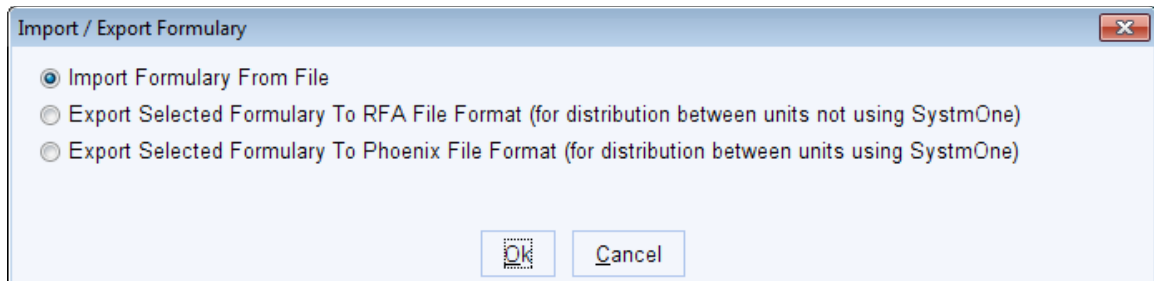 Import / Export Formulary
Import Formulary From File
Export Selected Formulary To RFA File Format (for distribution between units not using SystmOne)
Export Selected Formulary To Phoenix File Format (for distribution between units using SystmOne)
Ok Cancel